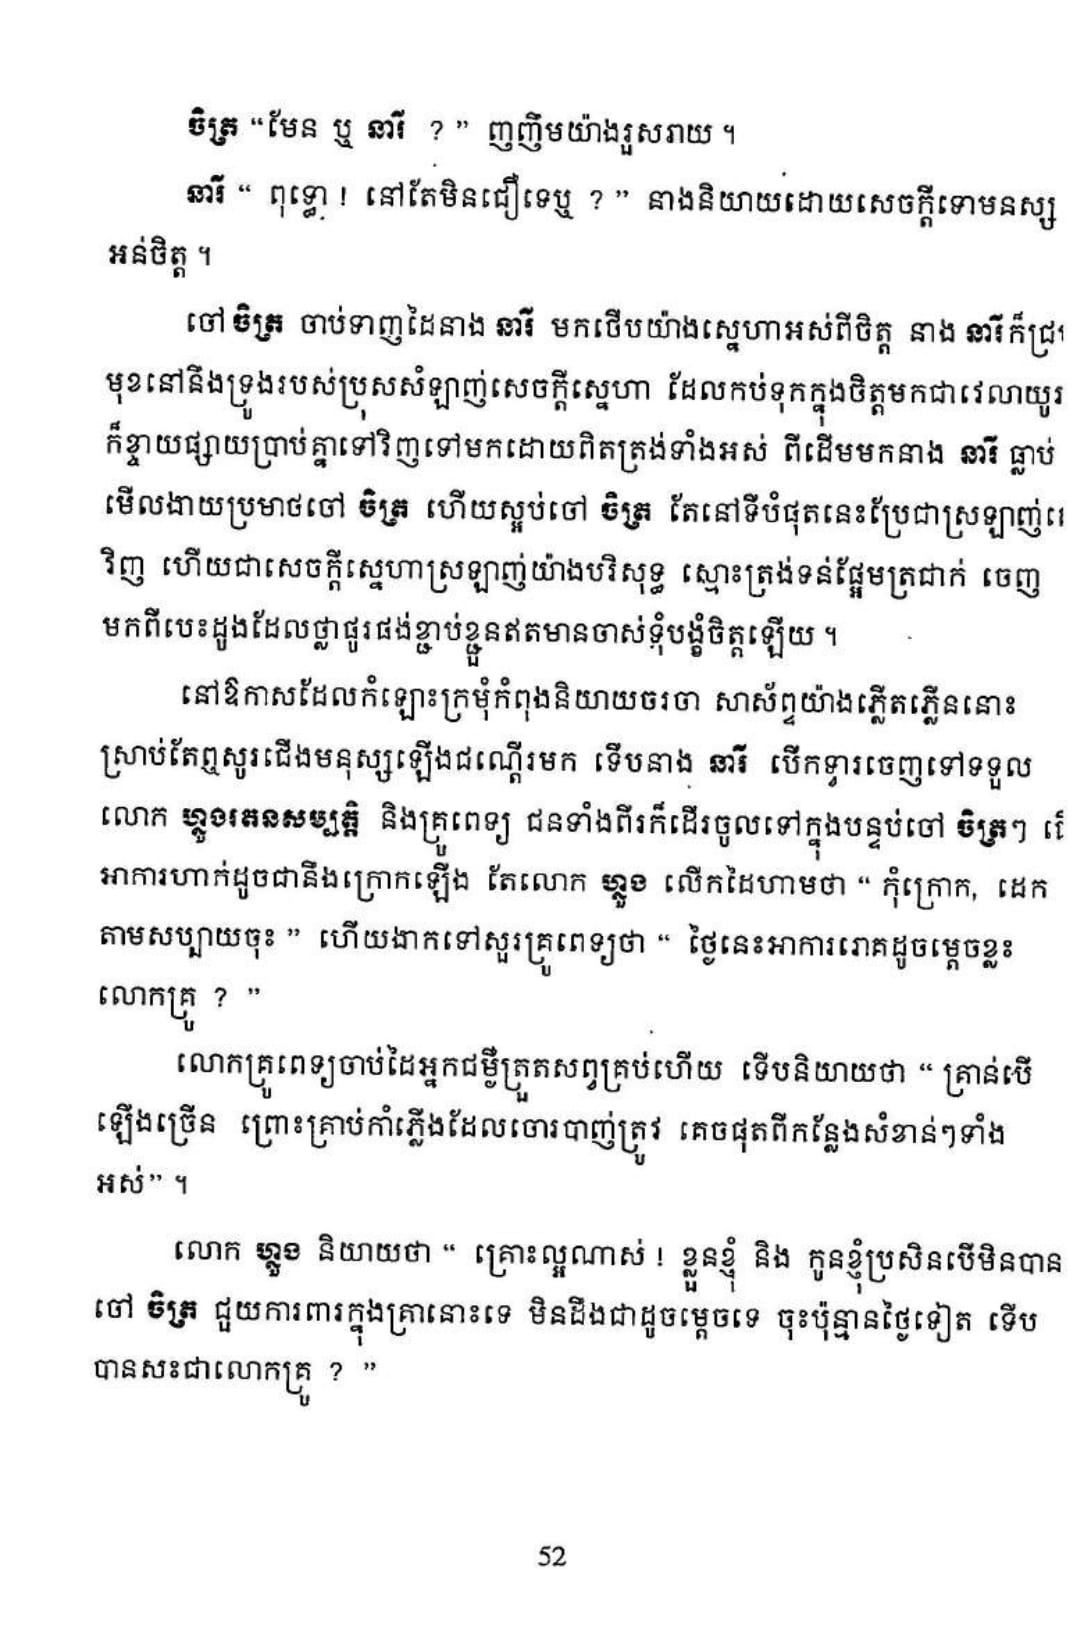 ចិត្រ “មែន ឬ នារី ? ” ញញឹមយ៉ាងរួសរាយ ។
នារី “ ពុទ្ធោ ! នៅតែមិនជឿទេឬ ? ” នាងនិយាយដោយសេចក្តីទោមនស្ស
អន់ចិត្ត ។
ចៅ ចិត្រ ចាប់ទាញដៃនាង នារី មកថើបយ៉ាងស្នេហាអស់ពីចិត្ត នាង នារី ក៏
មុខនៅនឹងទ្រូងរបស់ប្រុសសំឡាញ់សេចក្តីស្នេហា ដែលកប់ទុកក្នុងចិត្តមកជាវេលា
ក៏ខ្ចាយផ្សាយប្រាប់គ្នាទៅវិញទៅមកដោយពិតត្រង់ទាំងអស់ ពីដើមមកនាង នារី ធ្លាប់
មើលងាយប្រមាថចៅ ចិត្រ ហើយស្អប់ចៅ ចិត្រ តែនៅទីបំផុតនេះប្រែជាស្រឡាញ់
វិញ ហើយជាសេចក្តីស្នេហាស្រឡាញ់យ៉ាងបរិសុទ្ធ ស្មោះត្រង់ទន់ផ្អែមត្រជាក់ ចេញ
មកពីបេះដូងដែលថ្លាផូរផង់ខ្ជាប់ខ្ជួនឥតមានចាស់ទុំបង្ខំចិត្តឡើយ ។
នៅឱកាសដែលកំឡោះក្រមុំកំពុងនិយាយចរចា សាស័ព្ទយ៉ាងភ្លើតភ្លើននោះ
ស្រាប់តែឮសូរជើងមនុស្សឡើងជណ្តើរមក ទើបនាង នារី បើកទ្វារចេញទៅទទួល
លោក ហ្លួងរតនសម្បត្តិ និងគ្រូពេទ្យ ជនទាំងពីរក៏ដើរចូលទៅក្នុងបន្ទប់ចៅ ចិត្រៗ
អាការហាក់ដូចជានឹងក្រោកឡើង តែលោក ហ្លួង លើកដៃហាមថា “ កុំក្រោក, ដេក
តាមសប្បាយចុះ ” ហើយងាកទៅសួរគ្រូពេទ្យថា “ ថ្ងៃនេះអាការរោគដូចម្តេចខ្លះ
លោកគ្រូ ? ”
លោកគ្រូពេទ្យចាប់ដៃអ្នកជម្ងឺត្រួតសព្វគ្រប់ហើយ ទើបនិយាយថា “ គ្រាន់បើ
ឡើងច្រើន ព្រោះគ្រាប់កាំភ្លើងដែលចោរបាញ់ត្រូវ គេចផុតពីកន្លែងសំខាន់ៗទាំង
អស់” ។
លោក ហ្លួង និយាយថា “ គ្រោះល្អណាស់ ! ខ្លួនខ្ញុំ និង កូនខ្ញុំប្រសិនបើមិនបាន
ចៅ ចិត្រ ជួយការពារក្នុងគ្រានោះទេ មិនដឹងជាដូចម្តេចទេ ចុះប៉ុន្មានថ្ងៃទៀត ទើប
បានសះជាលោកគ្រូ ? ”
52